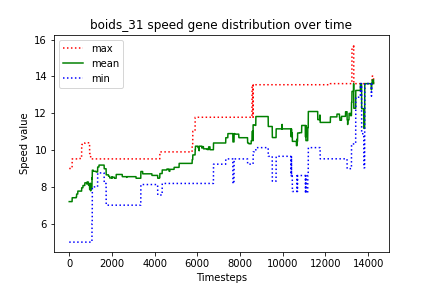 boids_31 speed gene distribution over time
max
mean
min
Speed value
16
14
12
10
8
6
0
2000
4000
6000
8000
10000
12000
14000
Timesteps